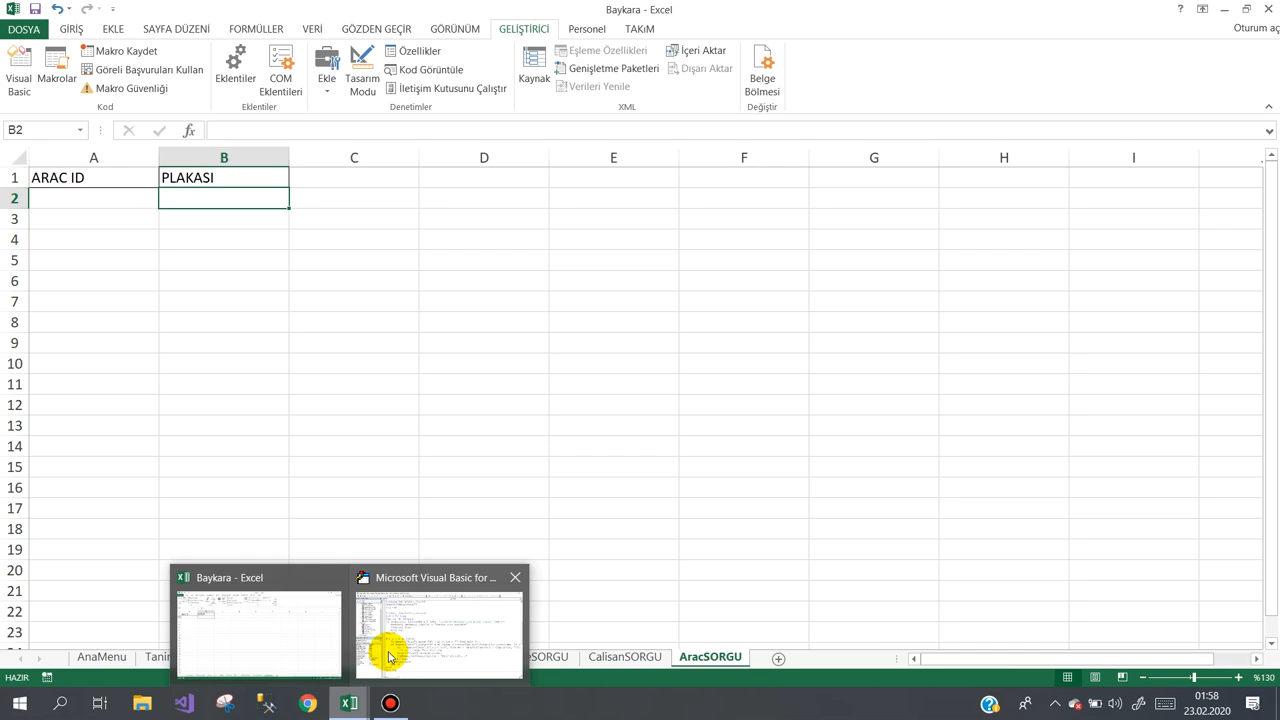 Baykara - Excel
DOSYA GİRİŞ EKLE SAYFA DÜZENİ FORMÜLLER VERİ GÖZDEN GEÇİR GÖRÜNÜM GELİŞTİRİCİ Personel TAKIM Oturum aç
Visual Basic
Makrolar
Makro Kaydet
Göreli Başvuruları Kullan
Makro Güvenliği
Kod
Eklentiler
COM Eklentileri
Eklentiler
Ekle
Tasarım Modu
Özellikler
Kod Görüntüle
İletişim Kutusunu Çalıştır
Denetimler
Kaynak
Eşleme Özellikleri
Genişletme Paketleri
Verileri Yenile
İçeri Aktar
Dışarı Aktar
XML
Belge Bölmesi
Değiştir
B2 fx
A B C D E F G H I
1 ARAC ID PLAKASI
2
3
4
5
6
7
8
9
10
11
12
13
14
15
16
17
18
19
20
21
22
23
Baykara - Excel Microsoft Visual Basic for ...
AnaMenu SORGU CalisanSORGU AracSORGU
HAZIR %130
01:58
23.02.2020